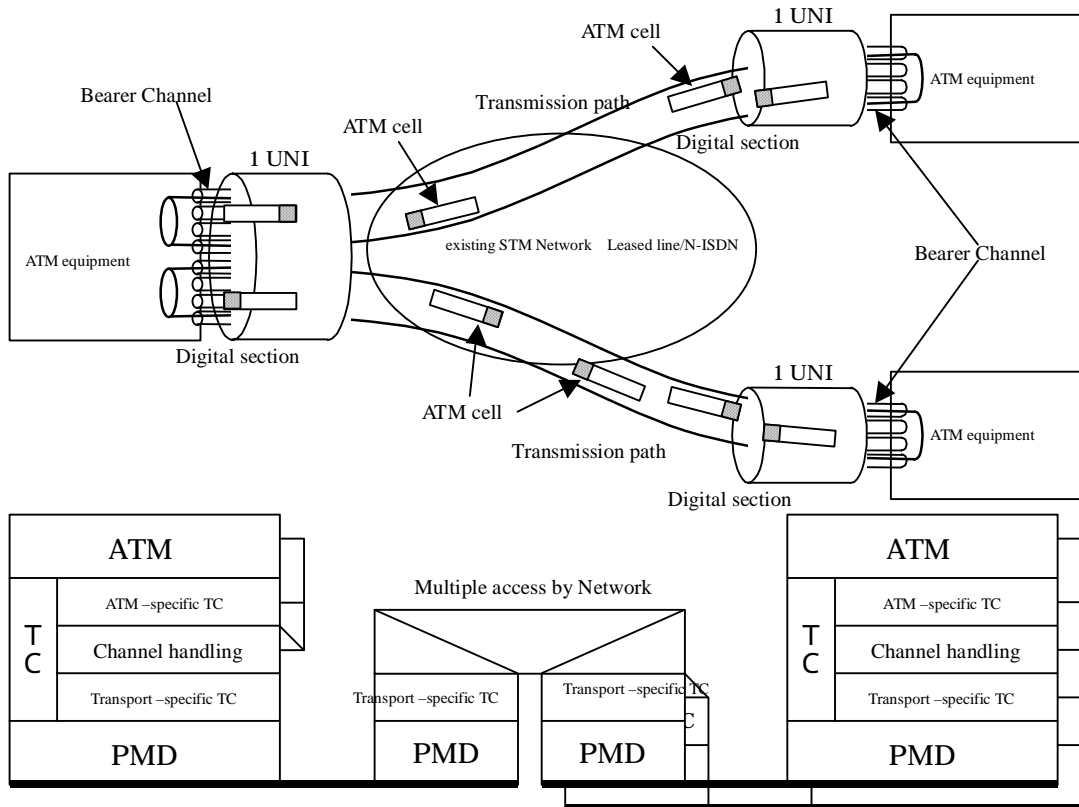 1 UNI
ATM cell
ATM equipment
Bearer Channel
Transmission path
ATM cell
Digital section
1 UNI
existing STM Network Leased line/N-ISDN
Bearer Channel
ATM equipment
Digital section
1 UNI
ATM cell
ATM equipment
Transmission path
Digital section
ATM
ATM
Multiple access by Network
ATM –specific TC
ATM –specific TC
TC
Channel handling
TC
Channel handling
Transport –specific TC
Transport –specific TC
Transport –specific TC
Transport –specific TC
C
PMD
PMD
PMD
PMD